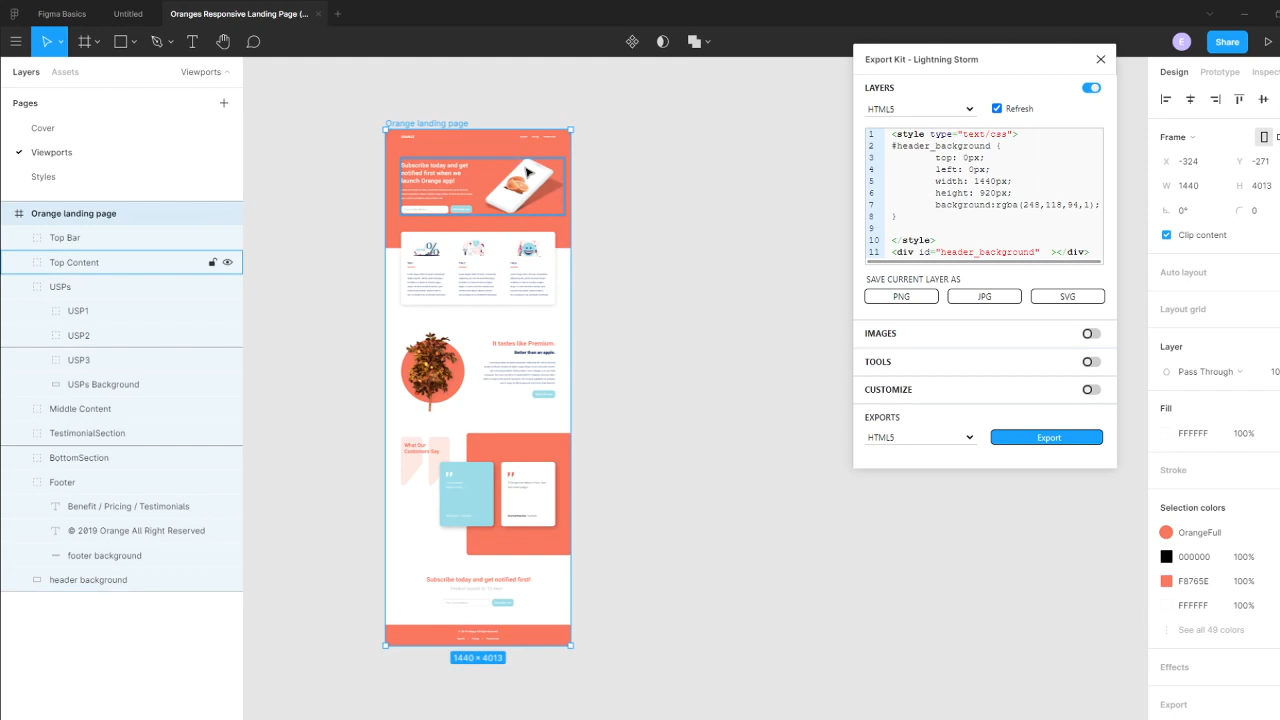 Figma Basics
Untitled
Oranges Responsive Landing Page (...
E
Share
Layers
Assets
Viewports
Pages
Cover
Viewports
Styles
Orange landing page
Top Bar
Top Content
USPs
USP1
USP2
USP3
USPs Background
Middle Content
TestimonialSection
BottomSection
Footer
Benefit / Pricing / Testimonials
© 2019 Orange All Right Reserved
footer background
header background
Orange landing page
Subscribe today and get
notified first when we
launch Orange app!
It tastes like Premium.
Better than an apple.
What Our
Customers Say
Subscribe today and get notified first!
1440 × 4013
Export Kit - Lightning Storm
LAYERS
HTML5
Refresh
1 <style type="text/css">
2 #header_background {
3 top: 0px;
4 left: 0px;
5 width: 1440px;
6 height: 920px;
7 background:rgba(248,118,94,1);
8 }
9
10 </style>
11 <div id="header_background" ></div>
SAVE CURRENT LAYER AS
PNG
JPG
SVG
IMAGES
TOOLS
CUSTOMIZE
EXPORTS
HTML5
Export
Design
Prototype
Inspect
Frame
X -324
Y -271
W 1440
H 4013
0°
0
Clip content
Auto layout
Layout grid
Layer
Pass Through
10
Fill
FFFFFF 100%
Stroke
Selection colors
OrangeFull
000000 100%
F8765E 100%
FFFFFF 100%
See all 49 colors
Effects
Export